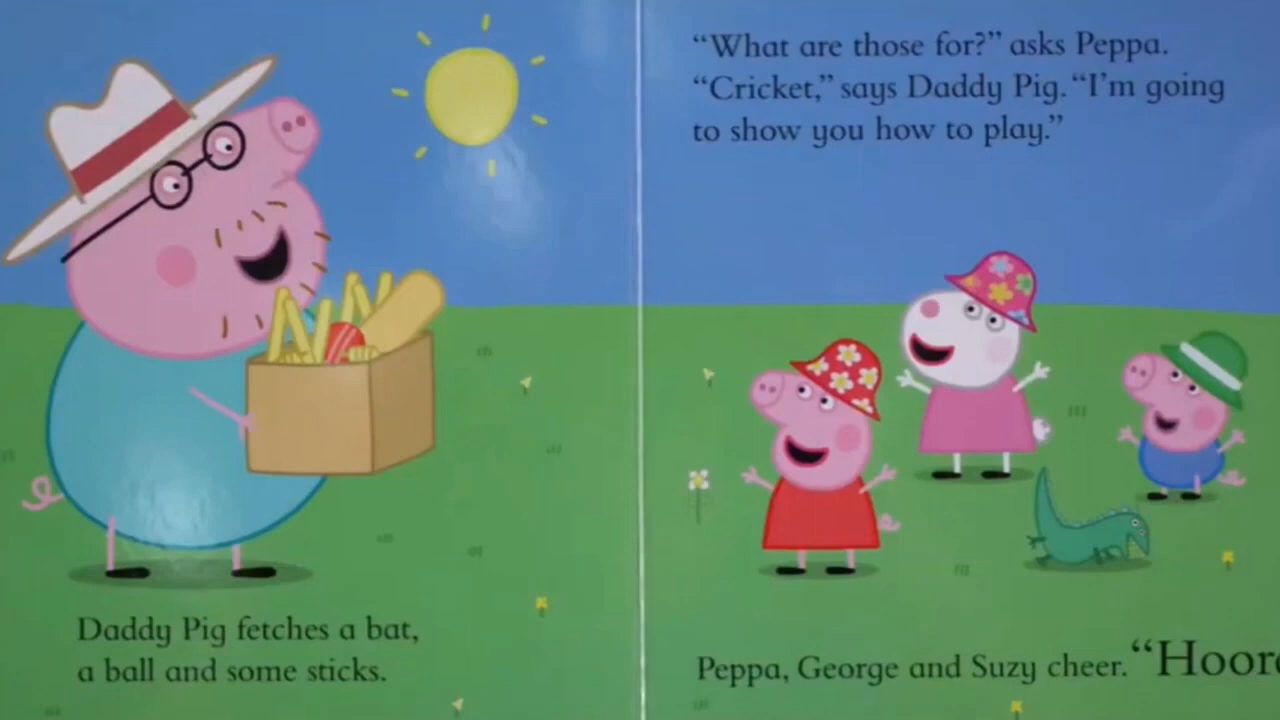 Daddy Pig fetches a bat,
a ball and some sticks.
“What are those for?” asks Peppa.
“Cricket,” says Daddy Pig. “I’m going
to show you how to play.”
Peppa, George and Suzy cheer. “Hoor